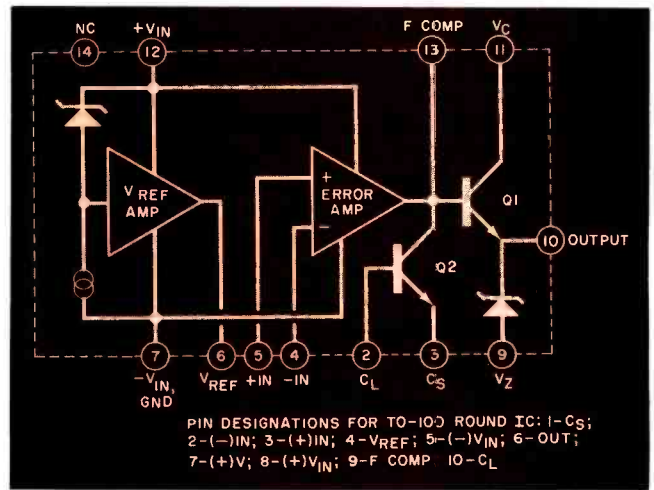 NC +VIN F COMP VC
14 12 13 11
V REF
AMP
+
ERROR
AMP
−
Q1
Q2
10 OUTPUT
7 6 5 4 2 3 9
-VIN, VREF +IN -IN CL CS VZ
GND
PIN DESIGNATIONS FOR TO-100 ROUND IC: 1-CS;
2-(-)IN; 3-(+)IN; 4-VREF; 5-(-)VIN; 6-OUT;
7-(+)V; 8-(+)VIN; 9-F COMP 10-CL